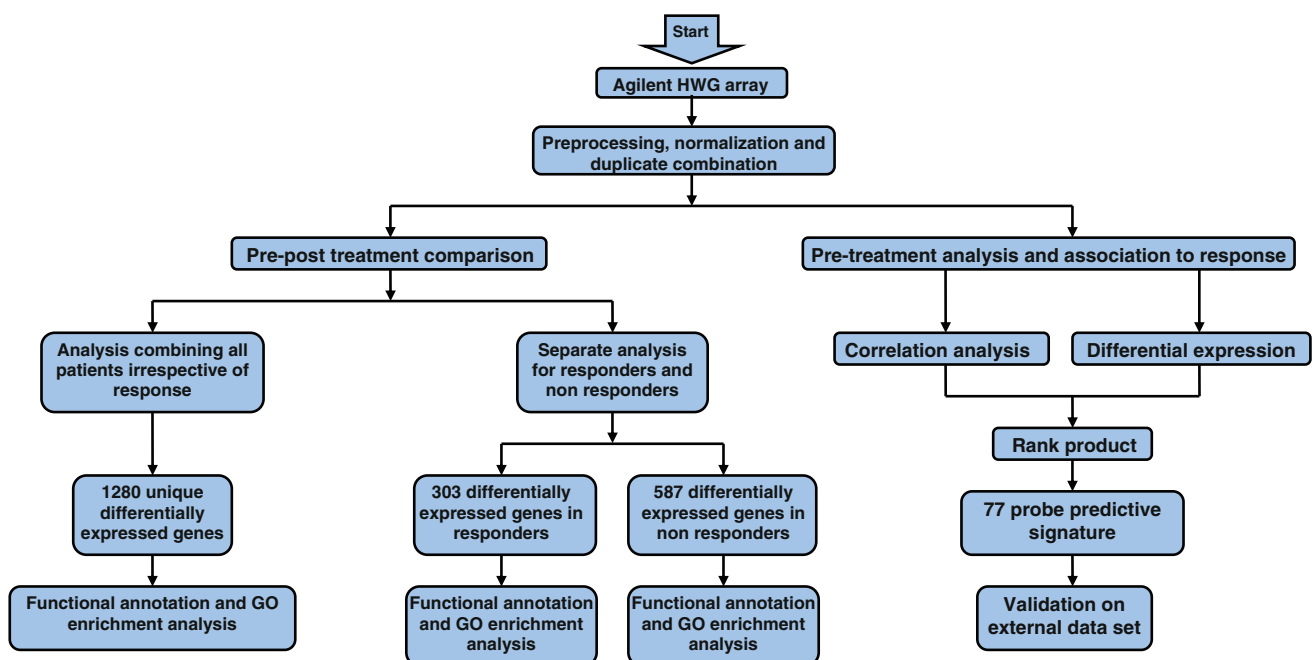 Start
Agilent HWG array
Preprocessing, normalization and
duplicate combination
Pre-post treatment comparison
Pre-treatment analysis and association to response
Analysis combining all
patients irrespective of
response
Separate analysis
for responders and
non responders
Correlation analysis
Differential expression
Rank product
1280 unique
differentially
expressed genes
303 differentially
expressed genes in
responders
587 differentially
expressed genes in
non responders
77 probe predictive
signature
Functional annotation and GO
enrichment analysis
Functional annotation
and GO enrichment
analysis
Functional annotation
and GO enrichment
analysis
Validation on
external data set